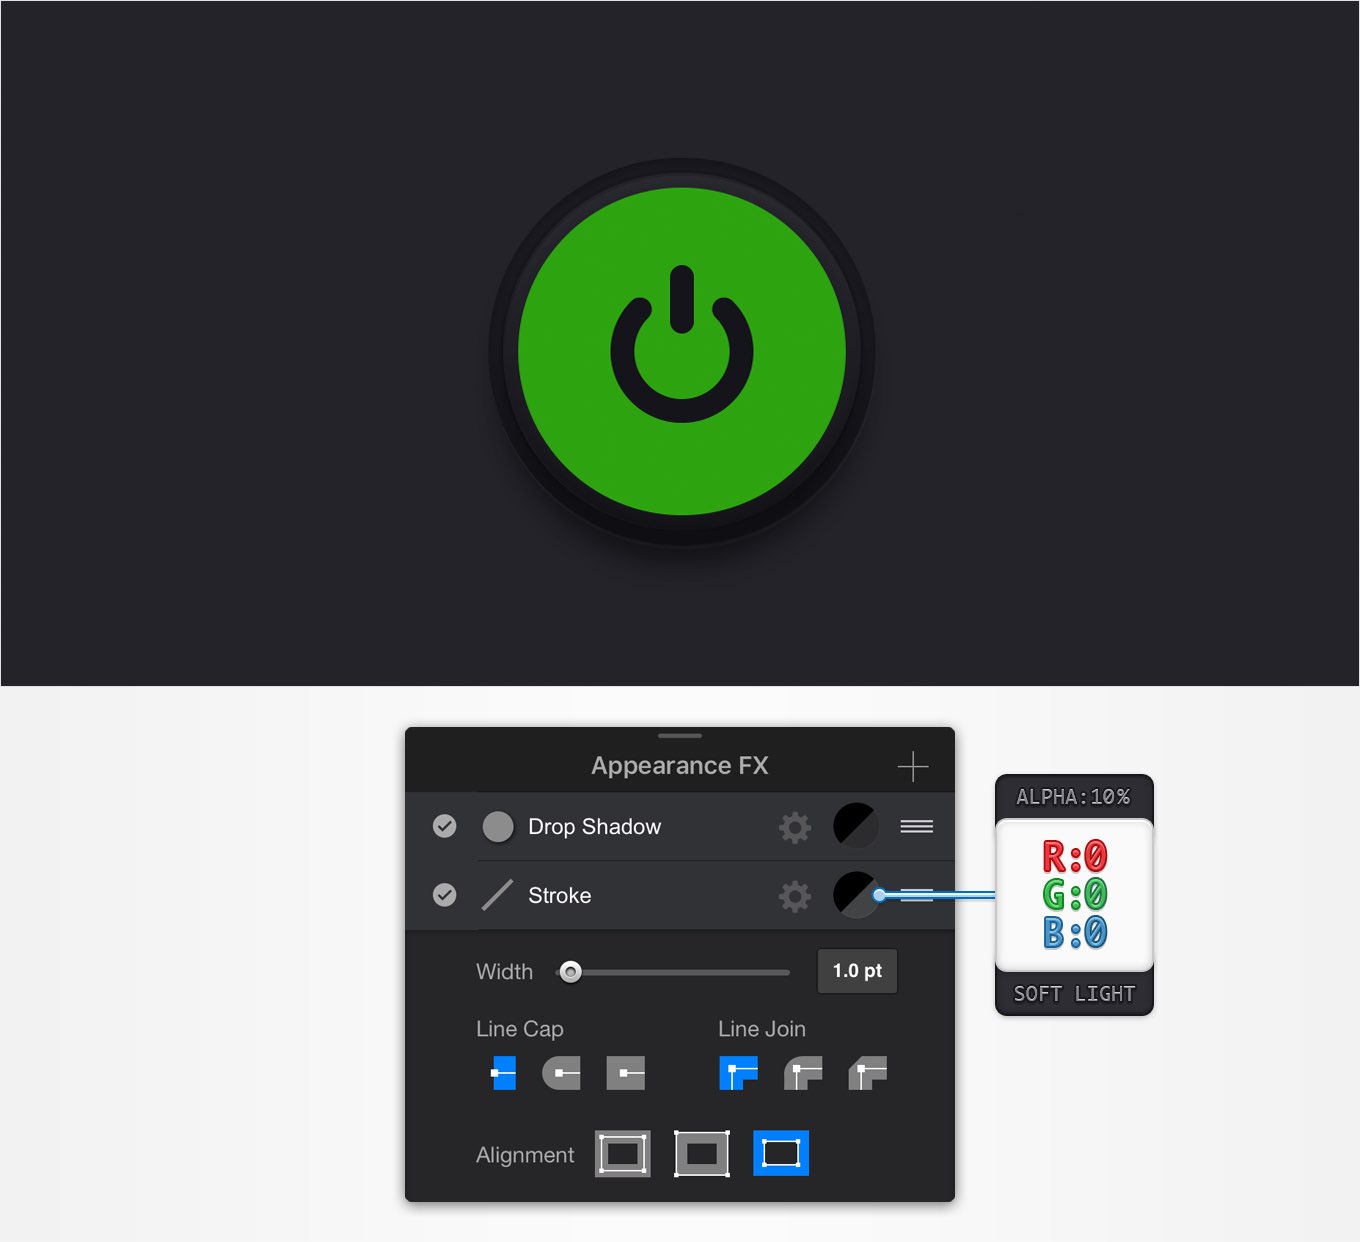 Appearance FX
Drop Shadow
Stroke
Width
1.0 pt
Line Cap
Line Join
Alignment
ALPHA:10%
R:0
G:0
B:0
SOFT LIGHT